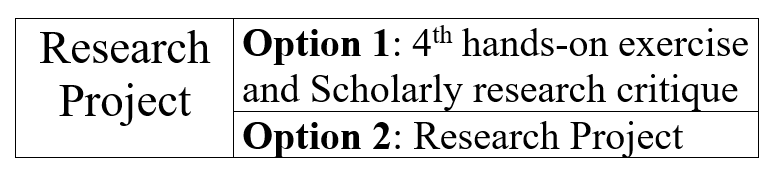 Research
Project
Option 1: 4th hands-on exercise
and Scholarly research critique
Option 2: Research Project